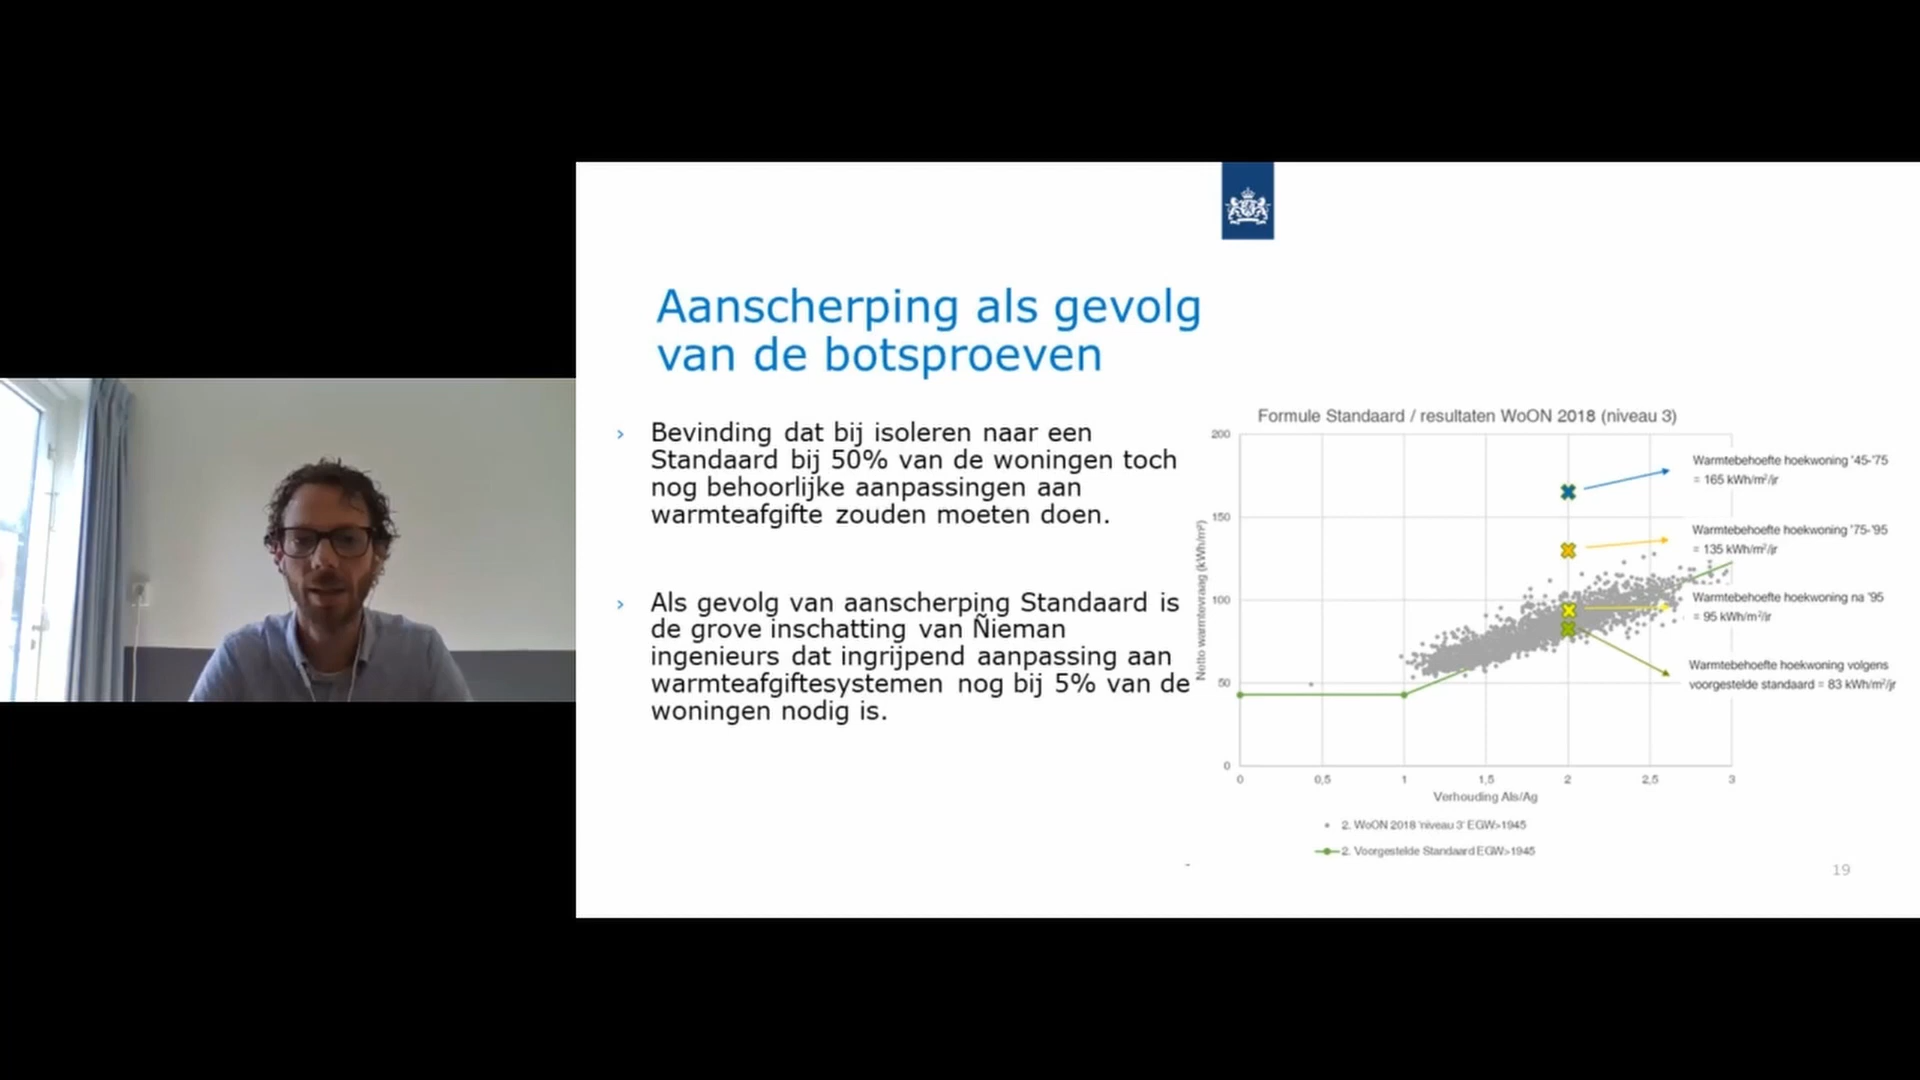 Aanscherping als gevolg
van de botsproeven
› Bevinding dat bij isoleren naar een
Standaard bij 50% van de woningen toch
nog behoorlijke aanpassingen aan
warmteafgifte zouden moeten doen.
› Als gevolg van aanscherping Standaard is
de grove inschatting van Ñieman
ingenieurs dat ingrijpend aanpassing aan
warmteafgiftesystemen nog bij 5% van de
woningen nodig is.
Formule Standaard / resultaten WoON 2018 (niveau 3)
Netto warmtevraag (kWh/m²)
200
150
100
50
0
0 0,5 1 1,5 2 2,5 3
Verhouding Als/Ag
Warmtebehoefte hoekwoning '45-'75
= 165 kWh/m²/jr
Warmtebehoefte hoekwoning '75-'95
= 135 kWh/m²/jr
Warmtebehoefte hoekwoning na '95
= 95 kWh/m²/jr
Warmtebehoefte hoekwoning volgens
voorgestelde standaard = 83 kWh/m²/jr
2. WoON 2018 'niveau 3' EGW>1945
2. Voorgestelde Standaard EGW>1945
19